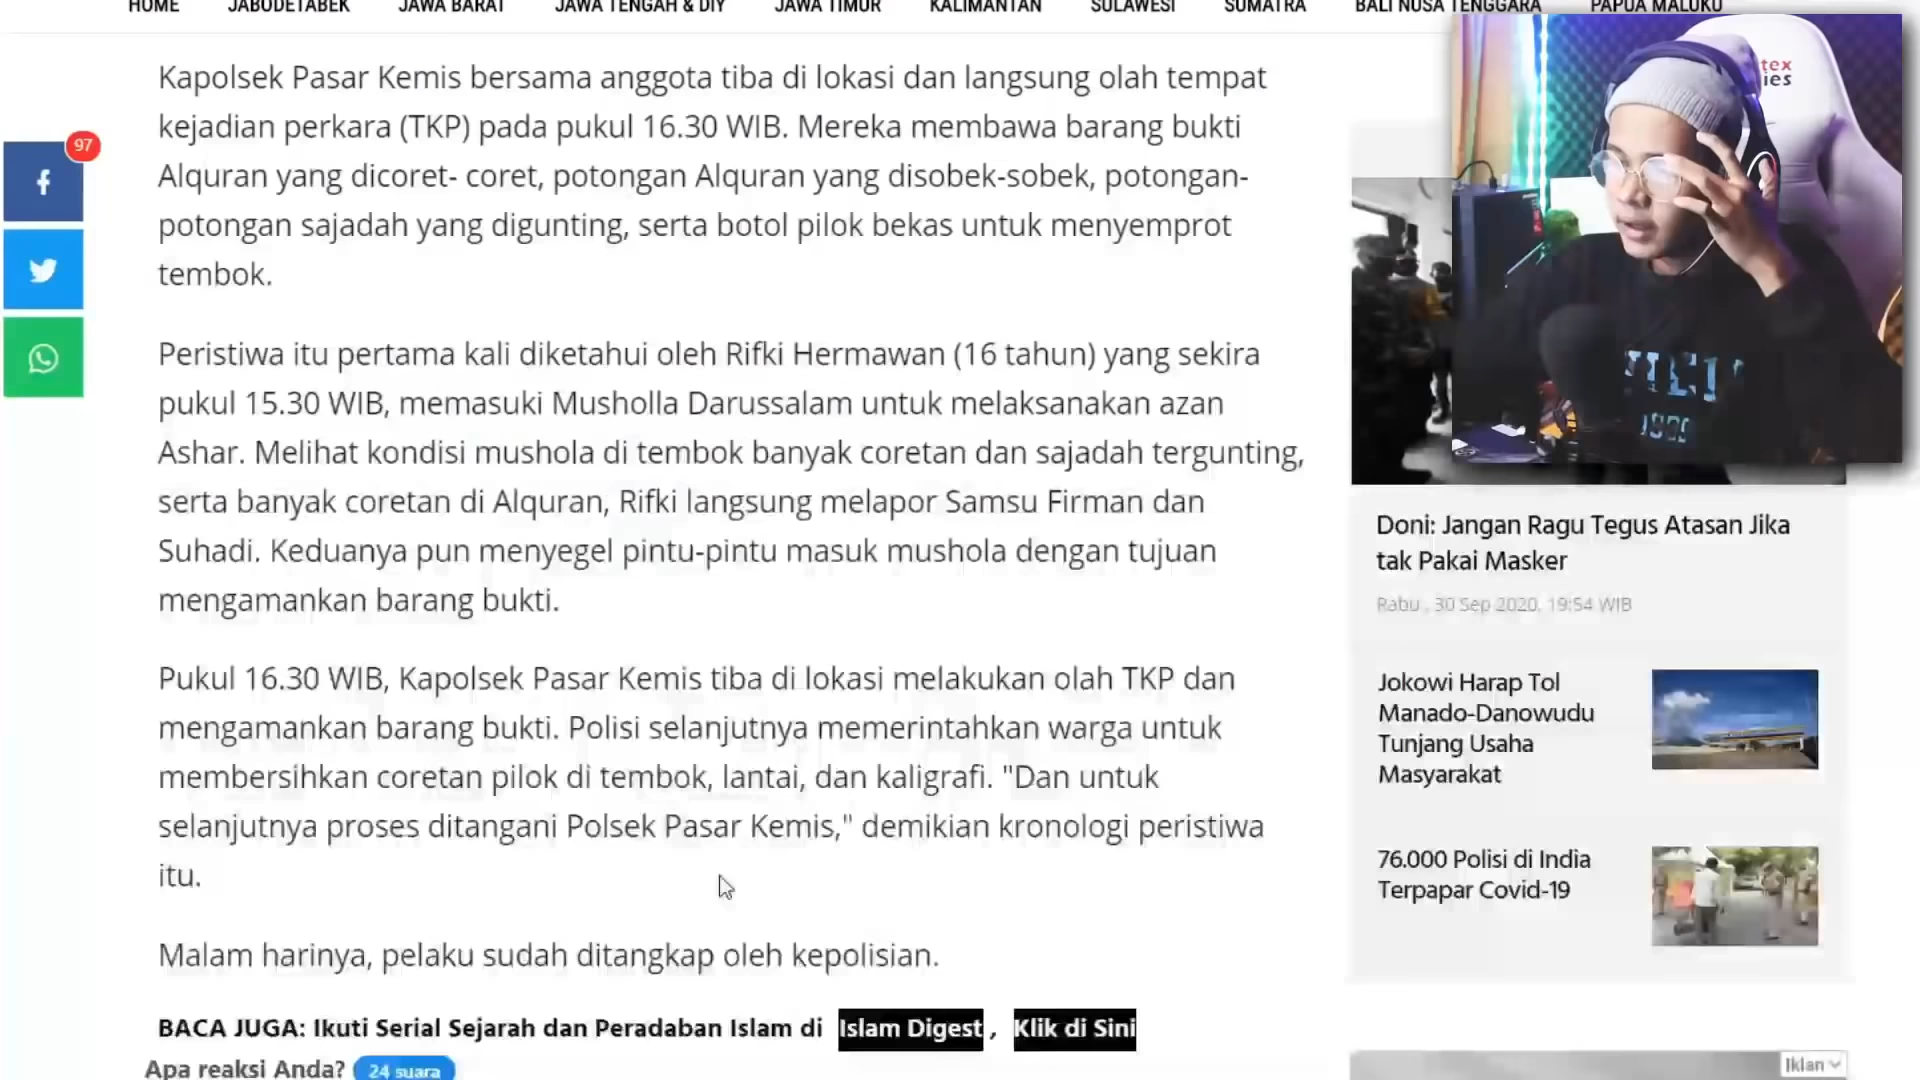 HOME JABODETABEK JAWA BARAT JAWA TENGAH & DIY JAWA TIMUR KALIMANTAN SULAWESI SUMATRA BALI NUSA TENGGARA PAPUA MALUKU
97
Kapolsek Pasar Kemis bersama anggota tiba di lokasi dan langsung olah tempat
kejadian perkara (TKP) pada pukul 16.30 WIB. Mereka membawa barang bukti
Alquran yang dicoret- coret, potongan Alquran yang disobek-sobek, potongan-
potongan sajadah yang digunting, serta botol pilok bekas untuk menyemprot
tembok.
Peristiwa itu pertama kali diketahui oleh Rifki Hermawan (16 tahun) yang sekira
pukul 15.30 WIB, memasuki Musholla Darussalam untuk melaksanakan azan
Ashar. Melihat kondisi mushola di tembok banyak coretan dan sajadah tergunting,
serta banyak coretan di Alquran, Rifki langsung melapor Samsu Firman dan
Suhadi. Keduanya pun menyegel pintu-pintu masuk mushola dengan tujuan
mengamankan barang bukti.
Pukul 16.30 WIB, Kapolsek Pasar Kemis tiba di lokasi melakukan olah TKP dan
mengamankan barang bukti. Polisi selanjutnya memerintahkan warga untuk
membersihkan coretan pilok di tembok, lantai, dan kaligrafi. "Dan untuk
selanjutnya proses ditangani Polsek Pasar Kemis," demikian kronologi peristiwa
itu.
Malam harinya, pelaku sudah ditangkap oleh kepolisian.
BACA JUGA: Ikuti Serial Sejarah dan Peradaban Islam di Islam Digest , Klik di Sini
Apa reaksi Anda? 24 suara
Doni: Jangan Ragu Tegus Atasan Jika
tak Pakai Masker
Rabu , 30 Sep 2020, 19:54 WIB
Jokowi Harap Tol
Manado-Danowudu
Tunjang Usaha
Masyarakat
76.000 Polisi di India
Terpapar Covid-19
Iklan